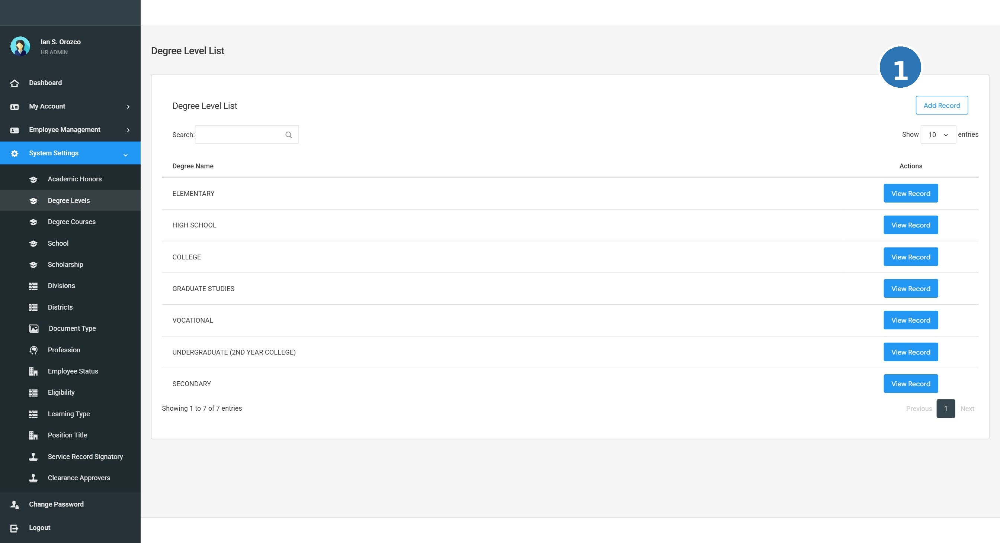 Ian S. Orozco
HR ADMIN
Dashboard
My Account
Employee Management
System Settings
Academic Honors
Degree Levels
Degree Courses
School
Scholarship
Divisions
Districts
Document Type
Profession
Employee Status
Eligibility
Learning Type
Position Title
Service Record Signatory
Clearance Approvers
Change Password
Logout
Degree Level List
1
Degree Level List
Add Record
Search:
Show 10 entries
Degree Name Actions
ELEMENTARY View Record
HIGH SCHOOL View Record
COLLEGE View Record
GRADUATE STUDIES View Record
VOCATIONAL View Record
UNDERGRADUATE (2ND YEAR COLLEGE) View Record
SECONDARY View Record
Showing 1 to 7 of 7 entries
Previous 1 Next